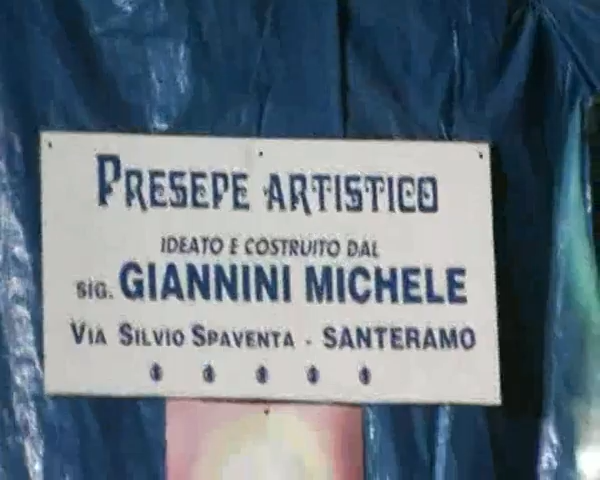 PRESEPE ARTISTICO
IDEATO E COSTRUITO DAL
SIG. GIANNINI MICHELE
VIA SILVIO SPAVENTA - SANTERAMO